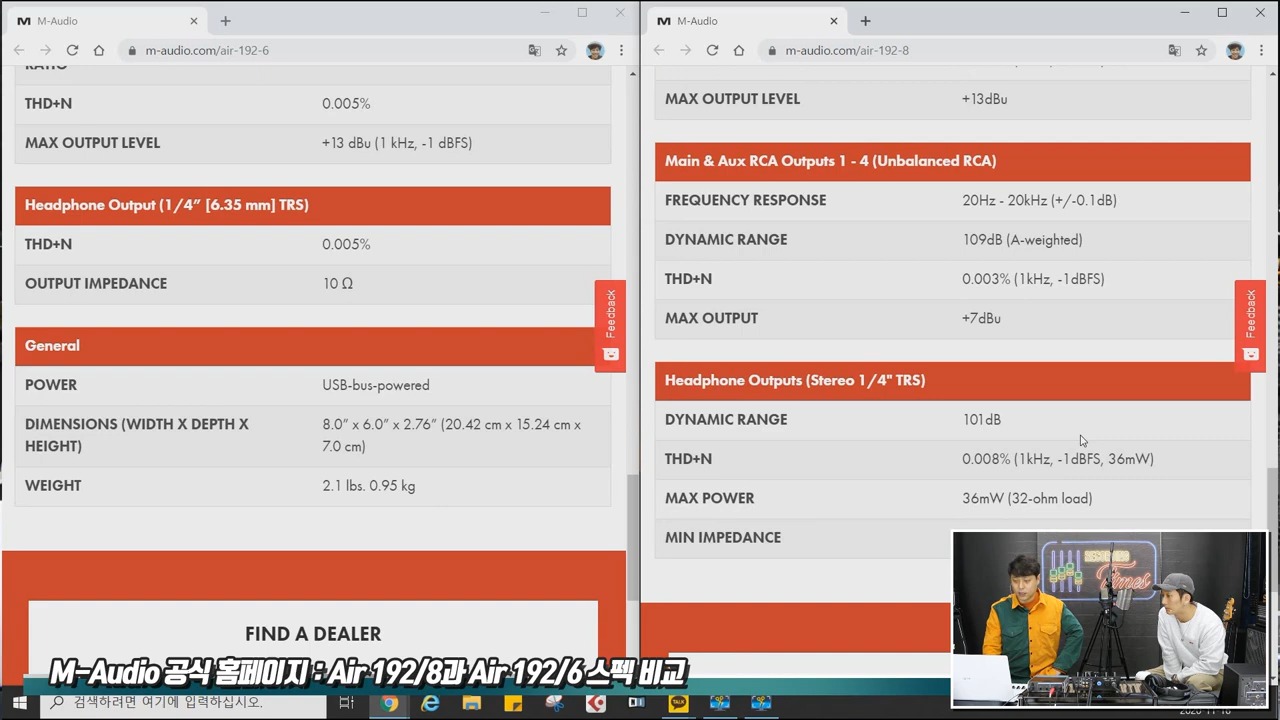 M-Audio
m-audio.com/air-192-6
RATIO
THD+N 0.005%
MAX OUTPUT LEVEL +13 dBu (1 kHz, -1 dBFS)
Headphone Output (1/4” [6.35 mm] TRS)
THD+N 0.005%
OUTPUT IMPEDANCE 10 Ω
General
POWER USB-bus-powered
DIMENSIONS (WIDTH X DEPTH X 8.0” x 6.0” x 2.76” (20.42 cm x 15.24 cm x
HEIGHT) 7.0 cm)
WEIGHT 2.1 lbs. 0.95 kg
Feedback
FIND A DEALER
M-Audio
m-audio.com/air-192-8
MAX OUTPUT LEVEL +13dBu
Main & Aux RCA Outputs 1 - 4 (Unbalanced RCA)
FREQUENCY RESPONSE 20Hz - 20kHz (+/-0.1dB)
DYNAMIC RANGE 109dB (A-weighted)
THD+N 0.003% (1kHz, -1dBFS)
MAX OUTPUT +7dBu
Headphone Outputs (Stereo 1/4" TRS)
DYNAMIC RANGE 101dB
THD+N 0.008% (1kHz, -1dBFS, 36mW)
MAX POWER 36mW (32-ohm load)
MIN IMPEDANCE
Feedback
Times
M-Audio 공식 홈페이지 : Air 192/8과 Air 192/6 스펙 비교
검색하려면 여기에 입력하십시오.
TALK